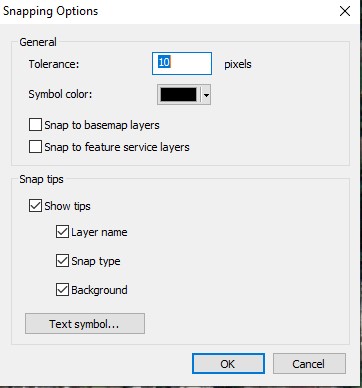 Snapping Options
General
Tolerance: 10 pixels
Symbol color:
Snap to basemap layers
Snap to feature service layers
Snap tips
Show tips
Layer name
Snap type
Background
Text symbol...
OK Cancel